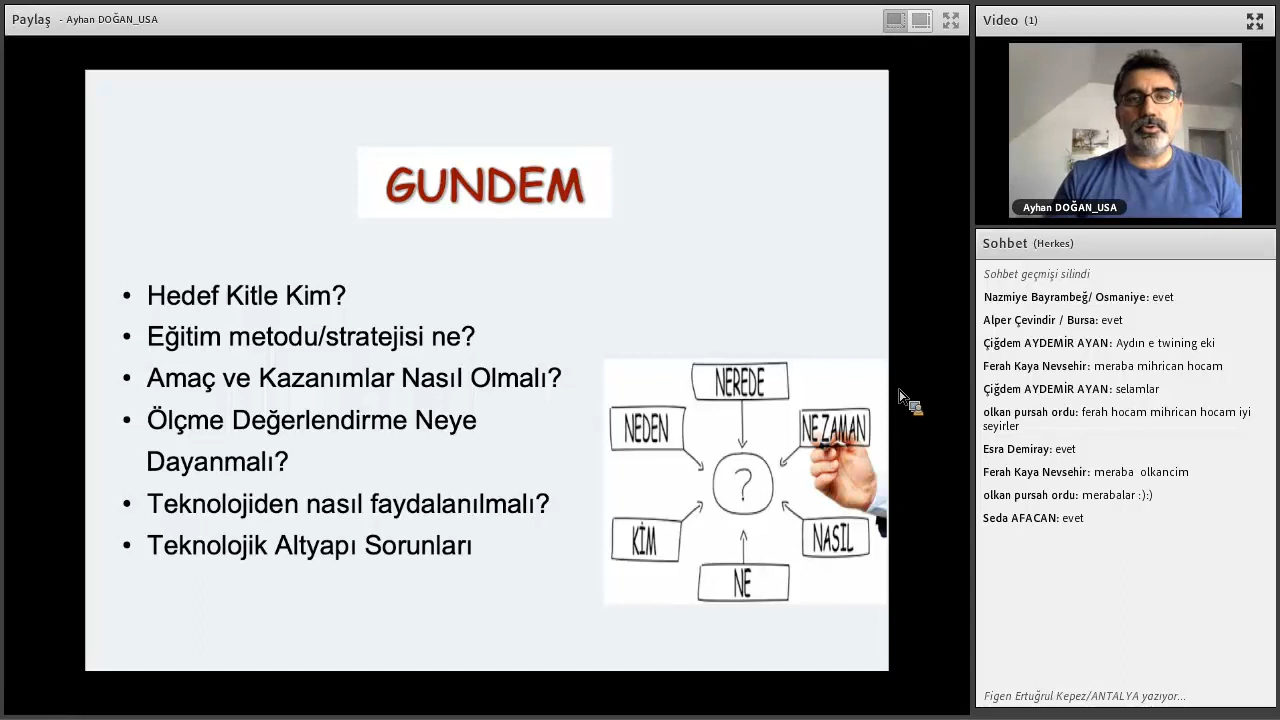 Paylaş - Ayhan DOĞAN_USA
GUNDEM
• Hedef Kitle Kim?
• Eğitim metodu/stratejisi ne?
• Amaç ve Kazanımlar Nasıl Olmalı?
• Ölçme Değerlendirme Neye
Dayanmalı?
• Teknolojiden nasıl faydalanılmalı?
• Teknolojik Altyapı Sorunları
NEREDE
NEDEN
NE ZAMAN
?
KİM
NASIL
NE
Video (1)
Ayhan DOĞAN_USA
Sohbet (Herkes)
Sohbet geçmişi silindi
Nazmiye Bayrambeğ/ Osmaniye: evet
Alper Çevindir / Bursa: evet
Çiğdem AYDEMİR AYAN: Aydın e twining eki
Ferah Kaya Nevsehir: meraba mihrican hocam
Çiğdem AYDEMİR AYAN: selamlar
olkan pursah ordu: ferah hocam mihrican hocam iyi
seyirler
Esra Demiray: evet
Ferah Kaya Nevsehir: meraba olkancim
olkan pursah ordu: merabalar :):)
Seda AFACAN: evet
Figen Ertuğrul Kepez/ANTALYA yazıyor...